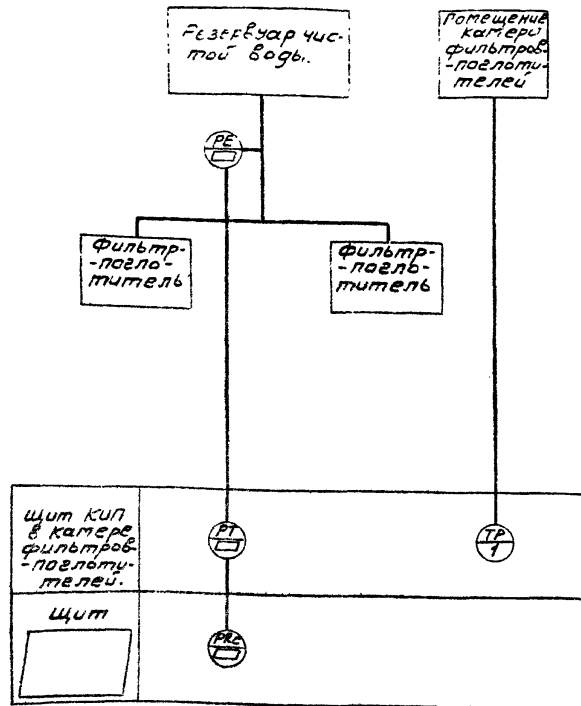 Резервуар чис-
той воды.
Помещение
камеры
фильтров-
-поглоти-
телей
PE
Фильтр-
-погло-
титель
Фильтр-
-погло-
титель
Щит КИП
в камере
фильтров-
-поглоти-
телей.
PT
TP
1
Щит
PRC